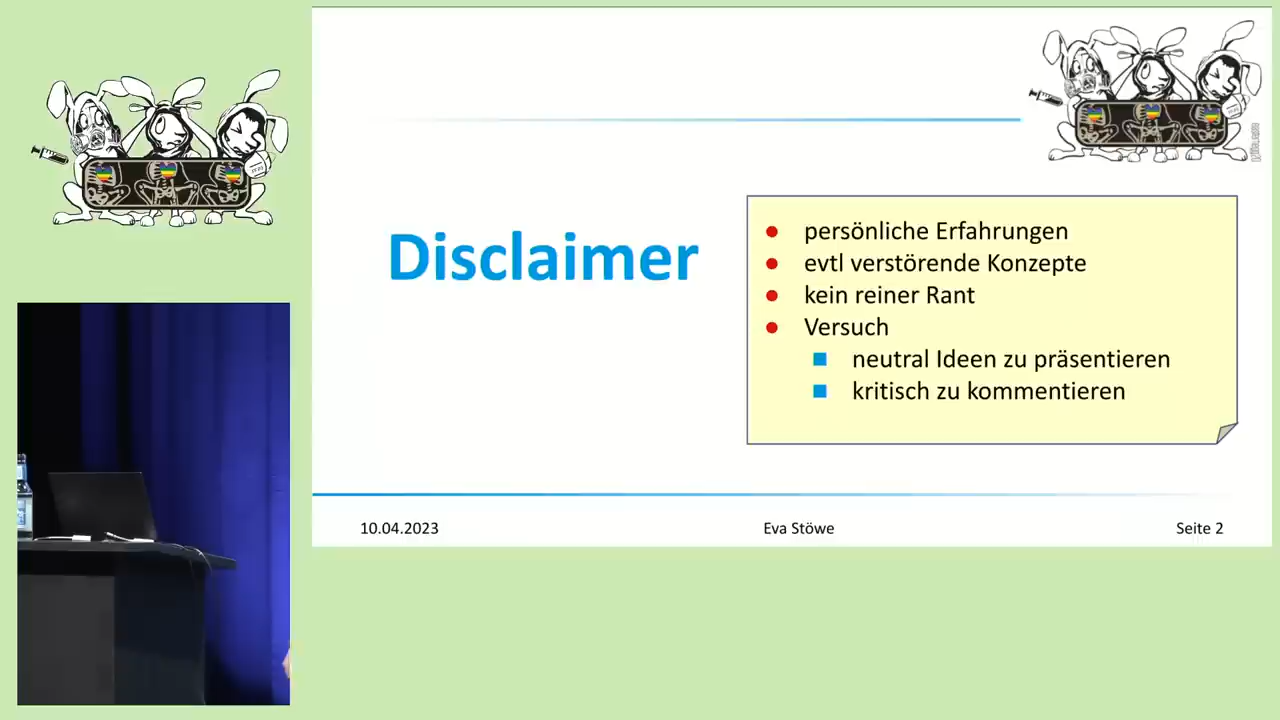 Disclaimer
persönliche Erfahrungen
evtl verstörende Konzepte
kein reiner Rant
Versuch
neutral Ideen zu präsentieren
kritisch zu kommentieren
10.04.2023
Eva Stöwe
Seite 2